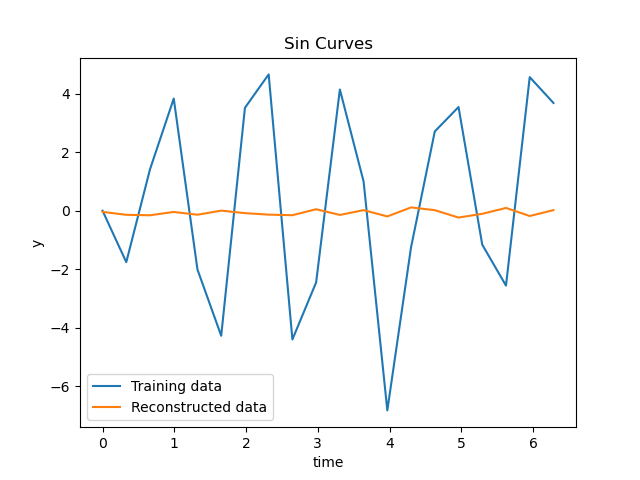 Sin Curves
4
2
0
−2
−4
−6
y
Training data
Reconstructed data
0 1 2 3 4 5 6
time